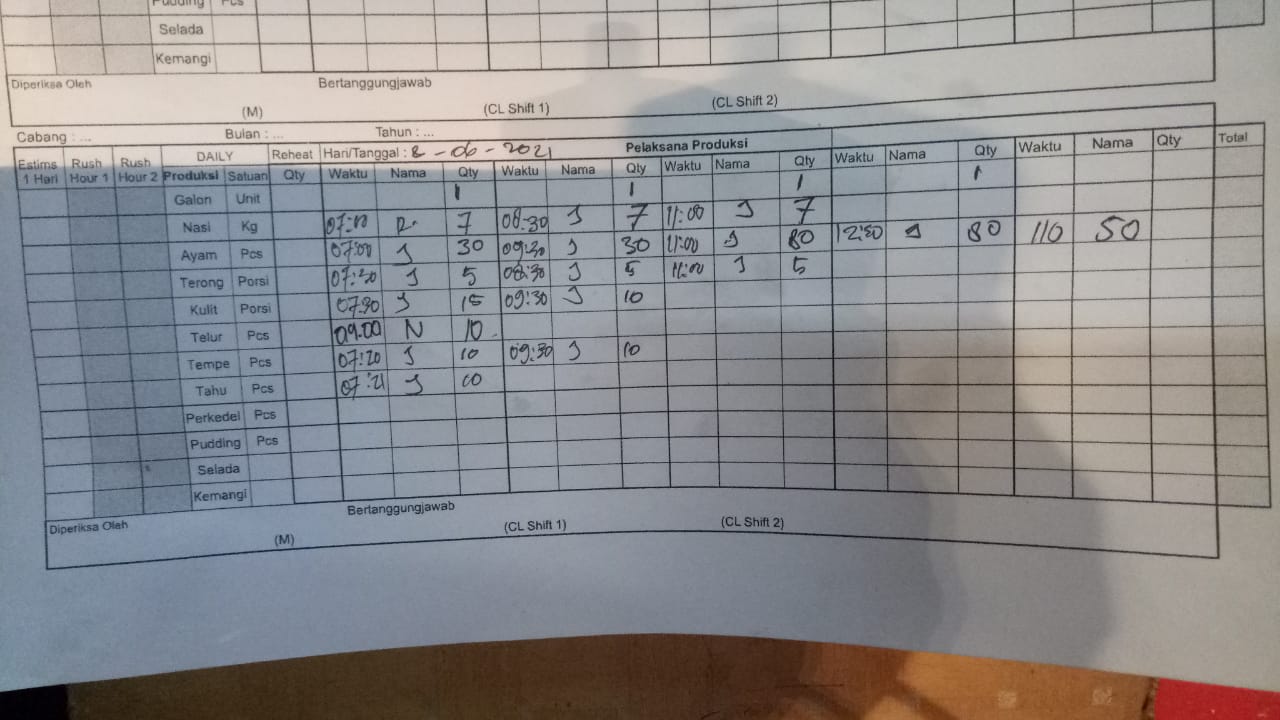 Pudding Pcs
Selada
Kemangi
Diperiksa Oleh Bertanggungjawab
(M) (CL Shift 1) (CL Shift 2)
Cabang : ... Bulan : ... Tahun : ...
Estims 1 Hari Rush Hour 1 Rush Hour 2 DAILY Produksi Satuan Reheat Qty Hari/Tanggal : 8 - 06 - 2021 Pelaksana Produksi Total
Waktu Nama Qty Waktu Nama Qty Waktu Nama Qty Waktu Nama Qty Waktu Nama Qty
Galon Unit 1 1 1 1
Nasi Kg 07:00 R. 7 08:30 J 7 11:00 J 7
Ayam Pcs 07:00 J 30 09:30 J 30 11:00 J 80 12:50 J 80 110 50
Terong Porsi 07:20 J 5 08:30 J 5 11:00 J 5
Kulit Porsi 07:30 J 15 09:30 J 10
Telur Pcs 09:00 N 10
Tempe Pcs 07:20 J 10 09:30 J 10
Tahu Pcs 07:21 J 10
Perkedel Pcs
Pudding Pcs
Selada
Kemangi
Diperiksa Oleh Bertanggungjawab
(M) (CL Shift 1) (CL Shift 2)